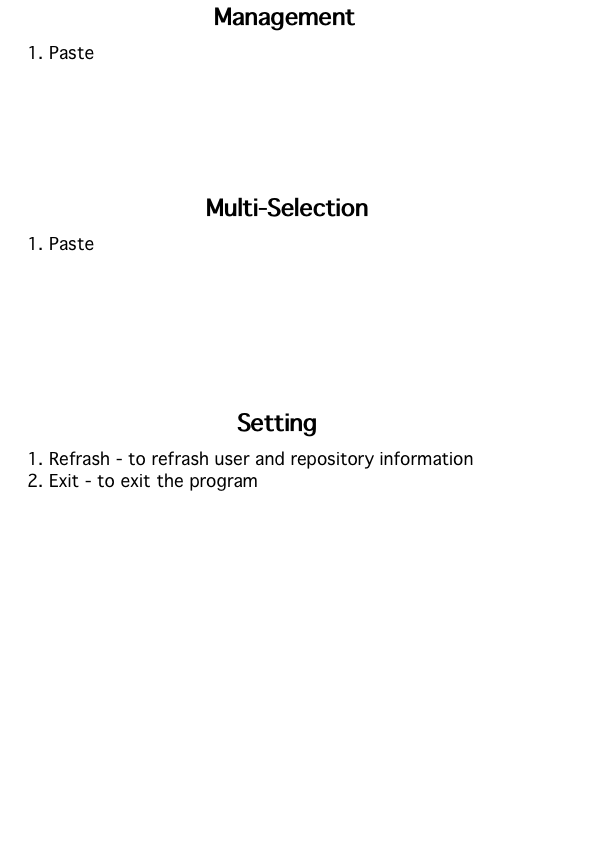 Management
1. Paste
Multi-Selection
1. Paste
Setting
1. Refrash - to refrash user and repository information
2. Exit - to exit the program